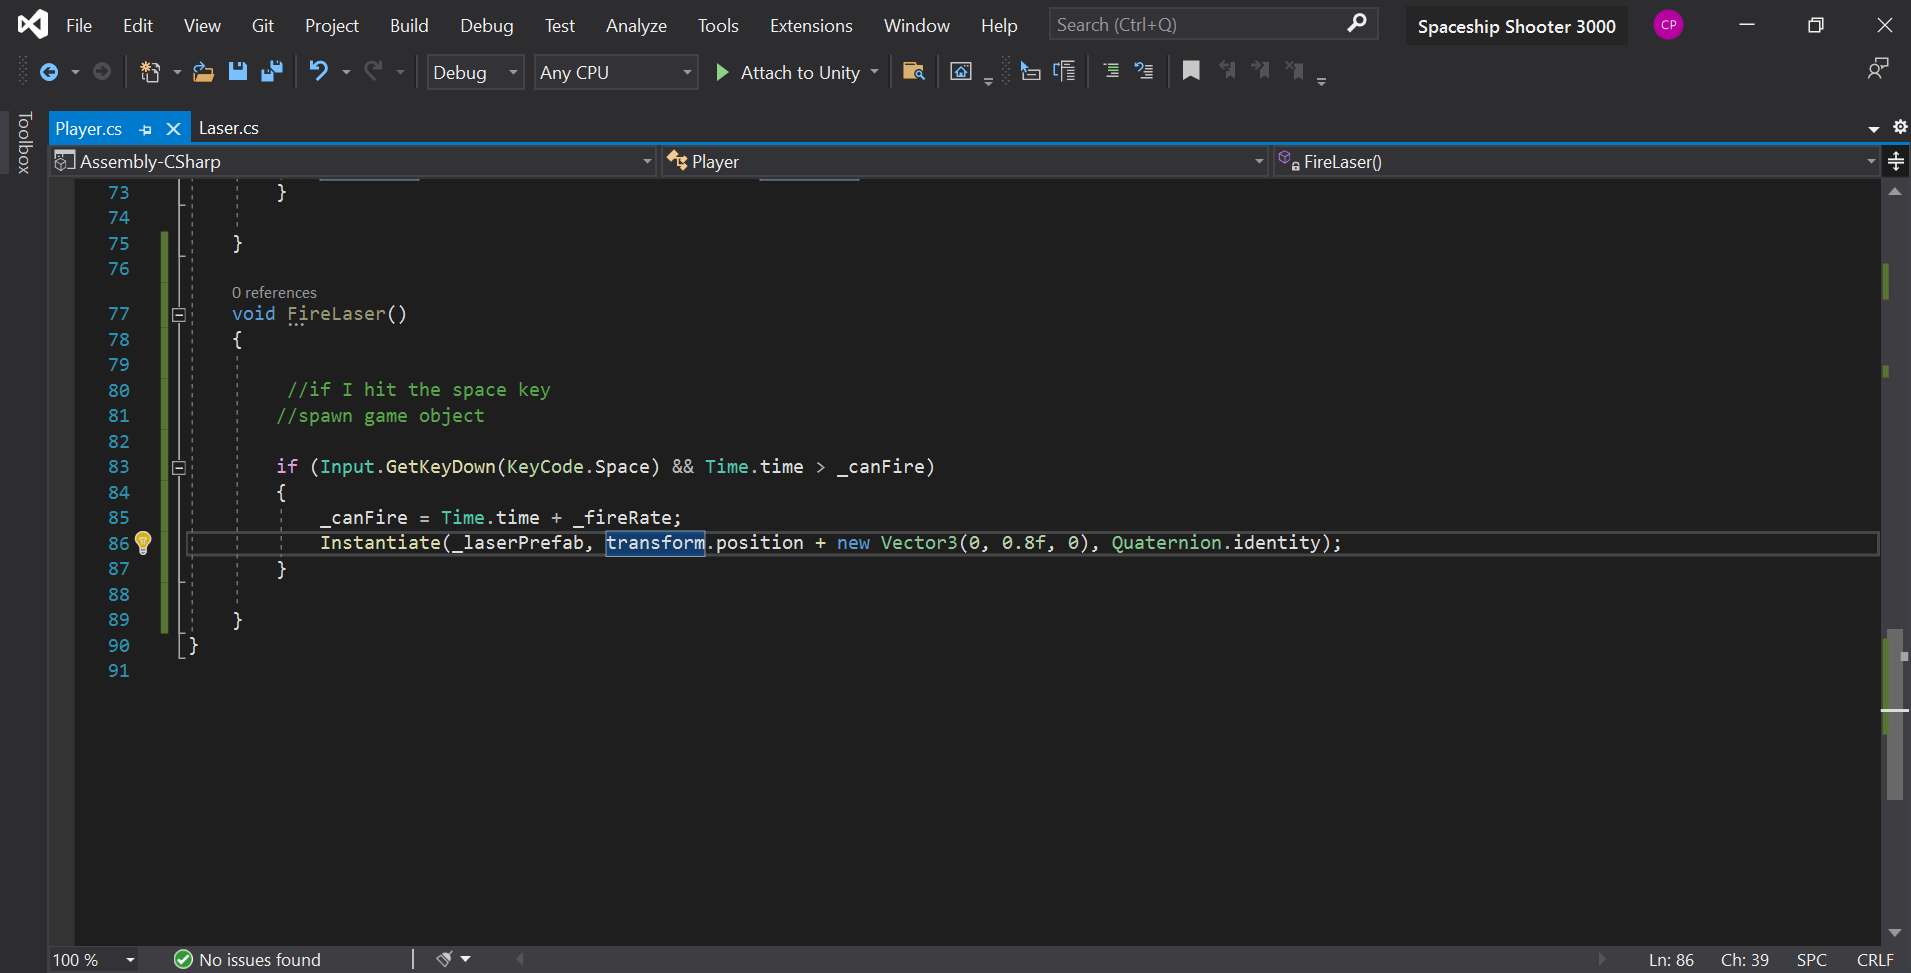 File Edit View Git Project Build Debug Test Analyze Tools Extensions Window Help Search (Ctrl+Q) Spaceship Shooter 3000 CP
Debug Any CPU Attach to Unity
Toolbox
Player.cs Laser.cs
Assembly-CSharp Player FireLaser()
73 }
74
75 }
76
0 references
77 void FireLaser()
78 {
79
80 //if I hit the space key
81 //spawn game object
82
83 if (Input.GetKeyDown(KeyCode.Space) && Time.time > _canFire)
84 {
85 _canFire = Time.time + _fireRate;
86 Instantiate(_laserPrefab, transform.position + new Vector3(0, 0.8f, 0), Quaternion.identity);
87 }
88
89 }
90 }
91
100 % No issues found Ln: 86 Ch: 39 SPC CRLF